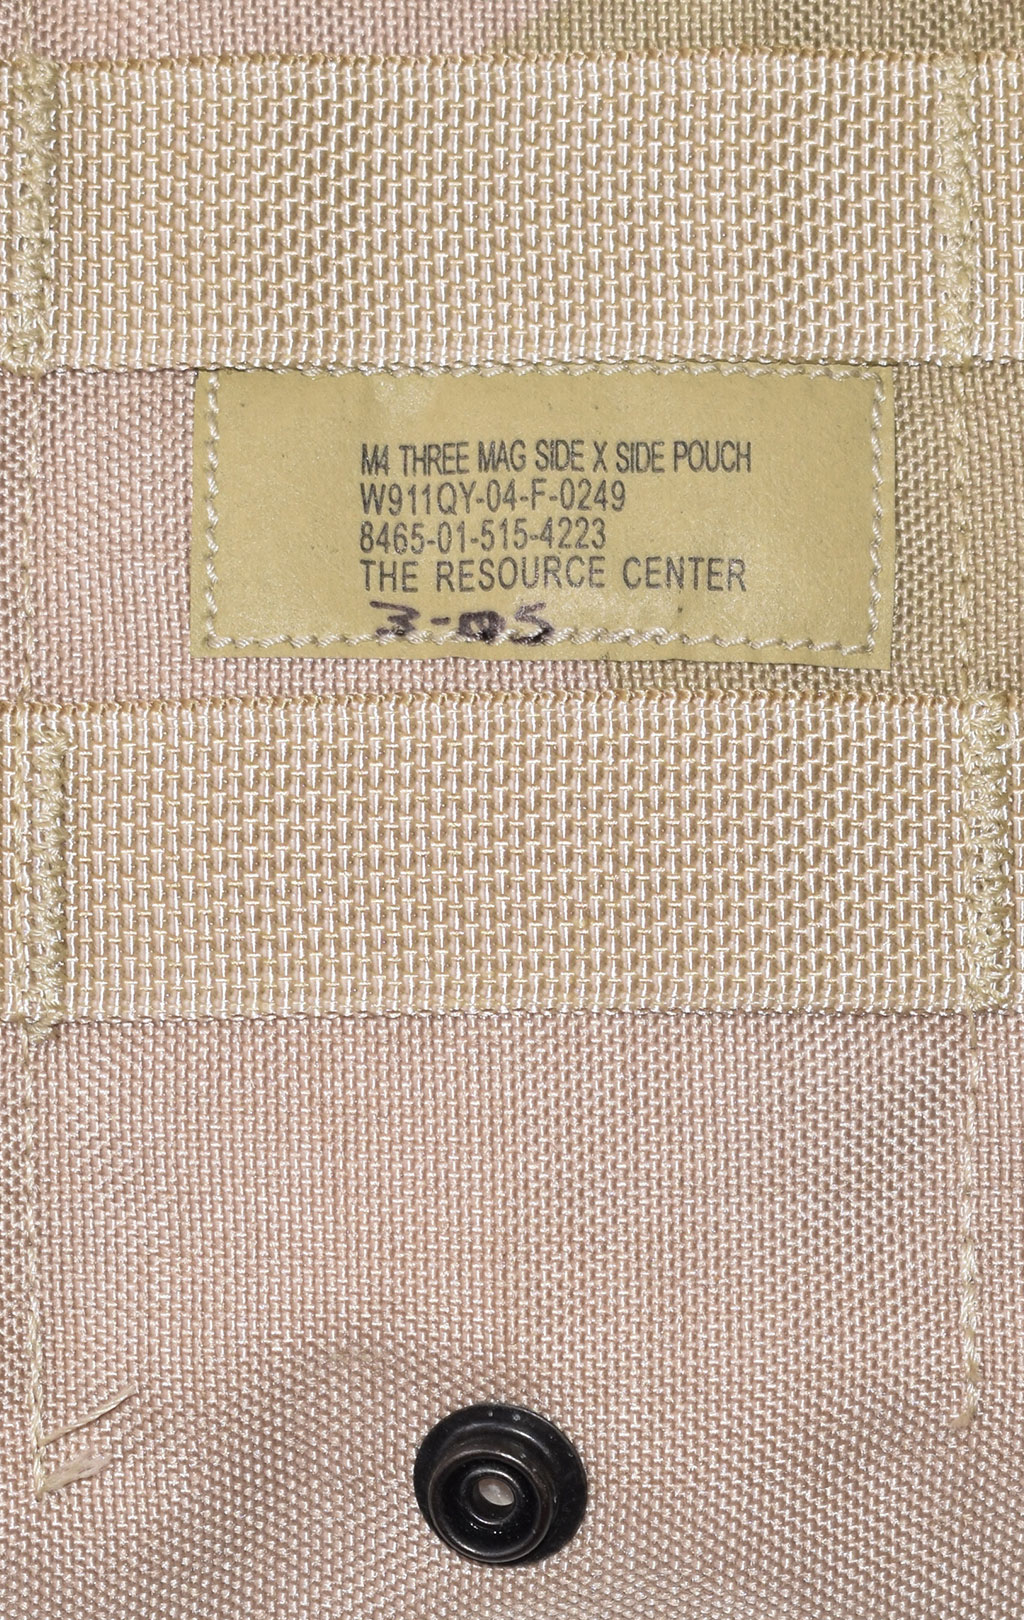 M4 THREE MAG SIDE X SIDE POUCH
W911QY-04-F-0249
8465-01-515-4223
THE RESOURCE CENTER
3-05